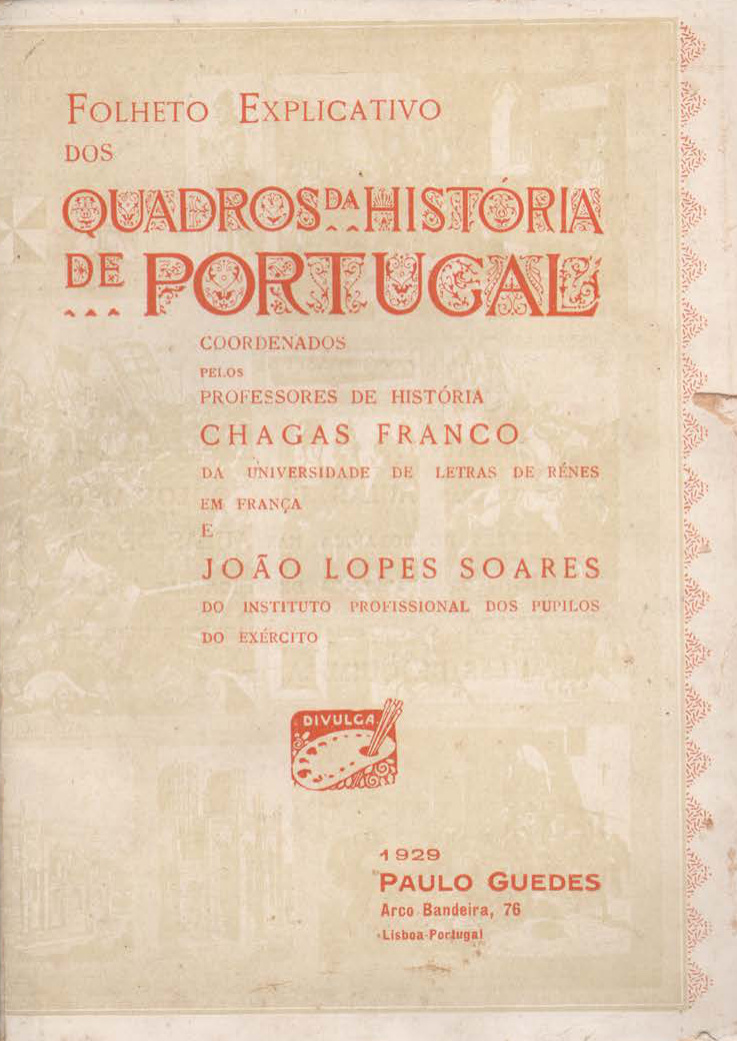 FOLHETO EXPLICATIVO
DOS
QUADROS DA HISTÓRIA
DE PORTUGAL
COORDENADOS
PELOS
PROFESSORES DE HISTÓRIA
CHAGAS FRANCO
DA UNIVERSIDADE DE LETRAS DE RÉNES
EM FRANÇA
E
JOÃO LOPES SOARES
DO INSTITUTO PROFISSIONAL DOS PUPILOS
DO EXÉRCITO
DIVULGA
1929
PAULO GUEDES
Arco Bandeira, 76
Lisboa-Portugal